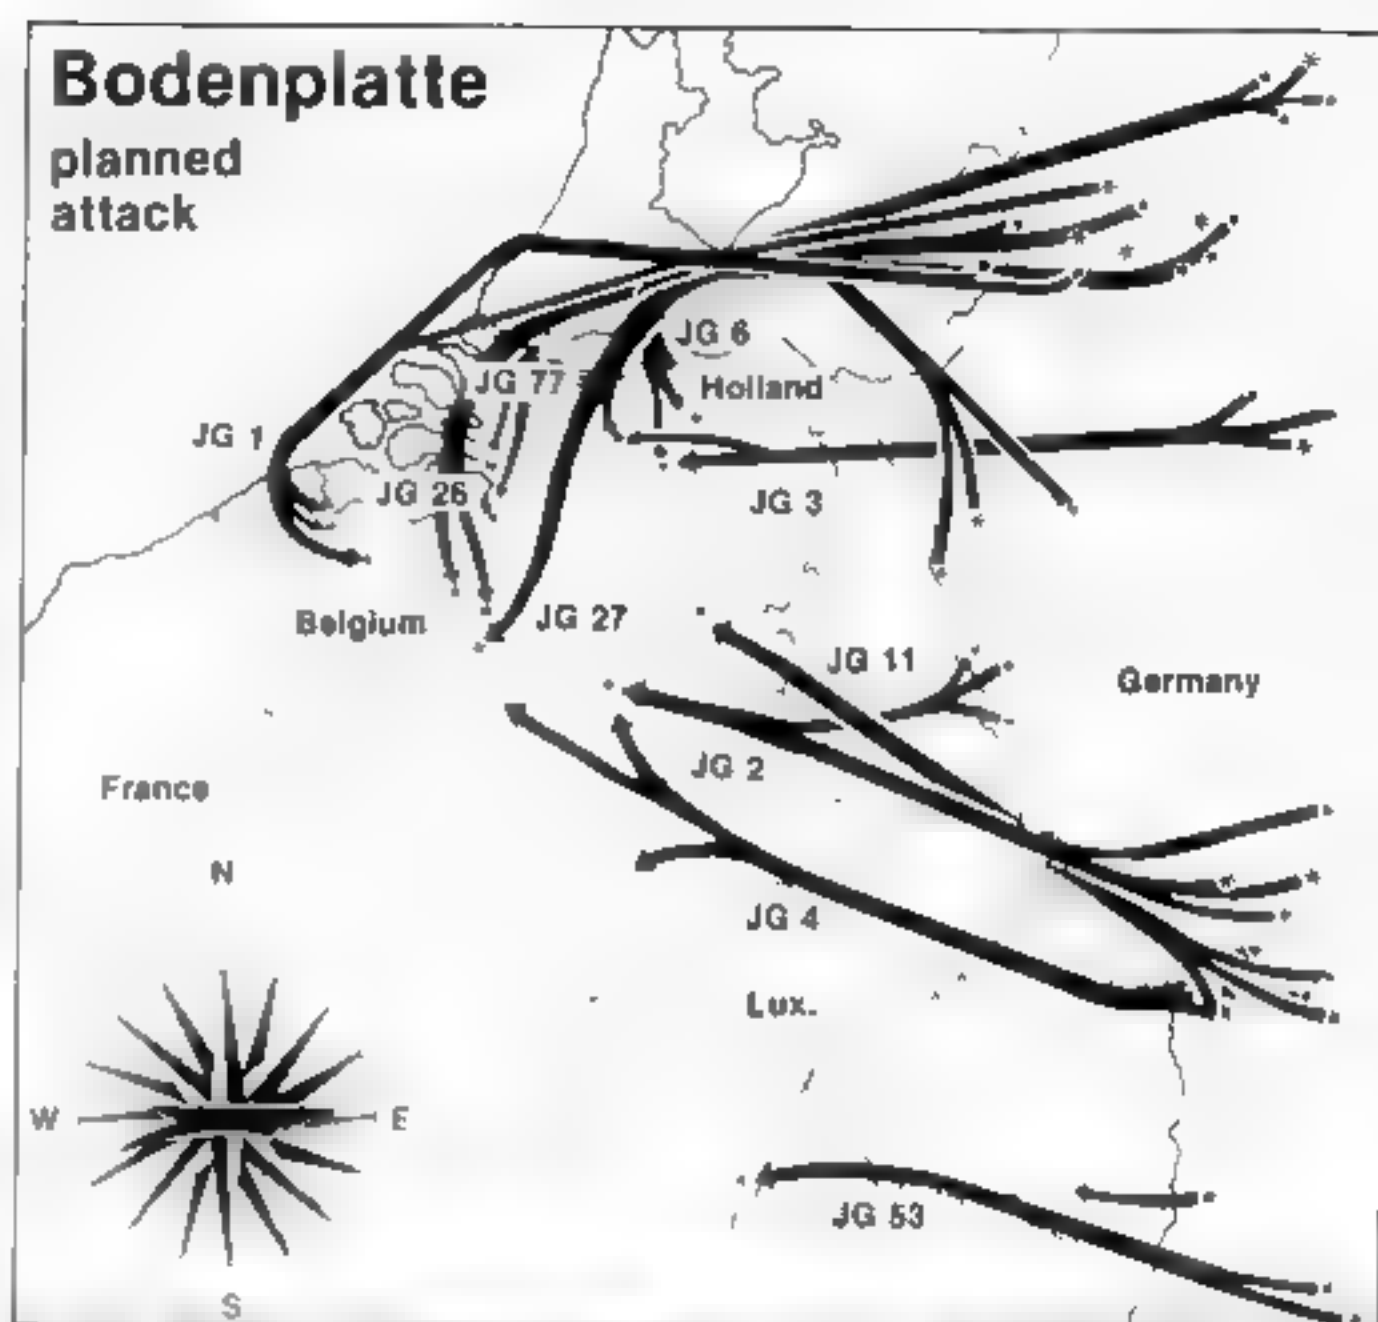 Bodenplatte
planned
attack
JG 6
JG 77
Holland
JG 1
JG 26
JG 3
Belgium
JG 27
JG 11
Germany
JG 2
France
N
JG 4
Lux.
W
E
JG 53
S